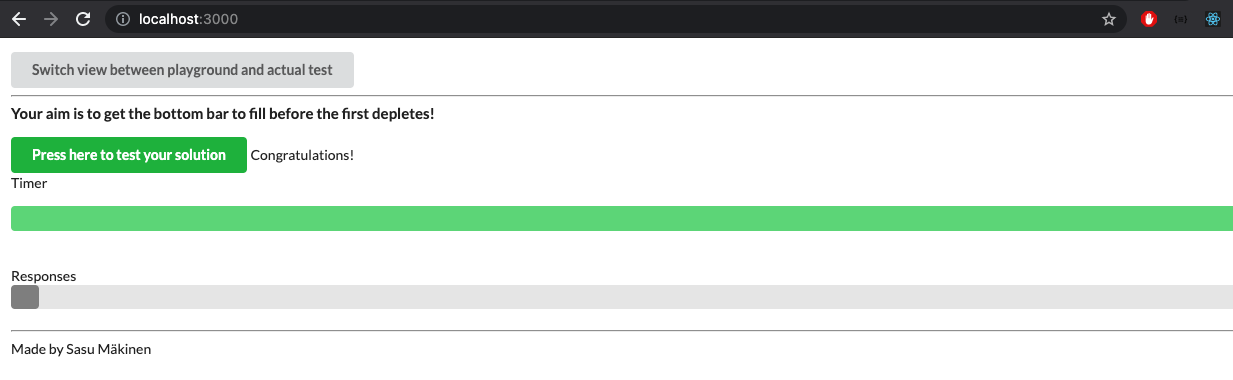 localhost:3000
Switch view between playground and actual test
Your aim is to get the bottom bar to fill before the first depletes!
Press here to test your solution Congratulations!
Timer
Responses
Made by Sasu Mäkinen